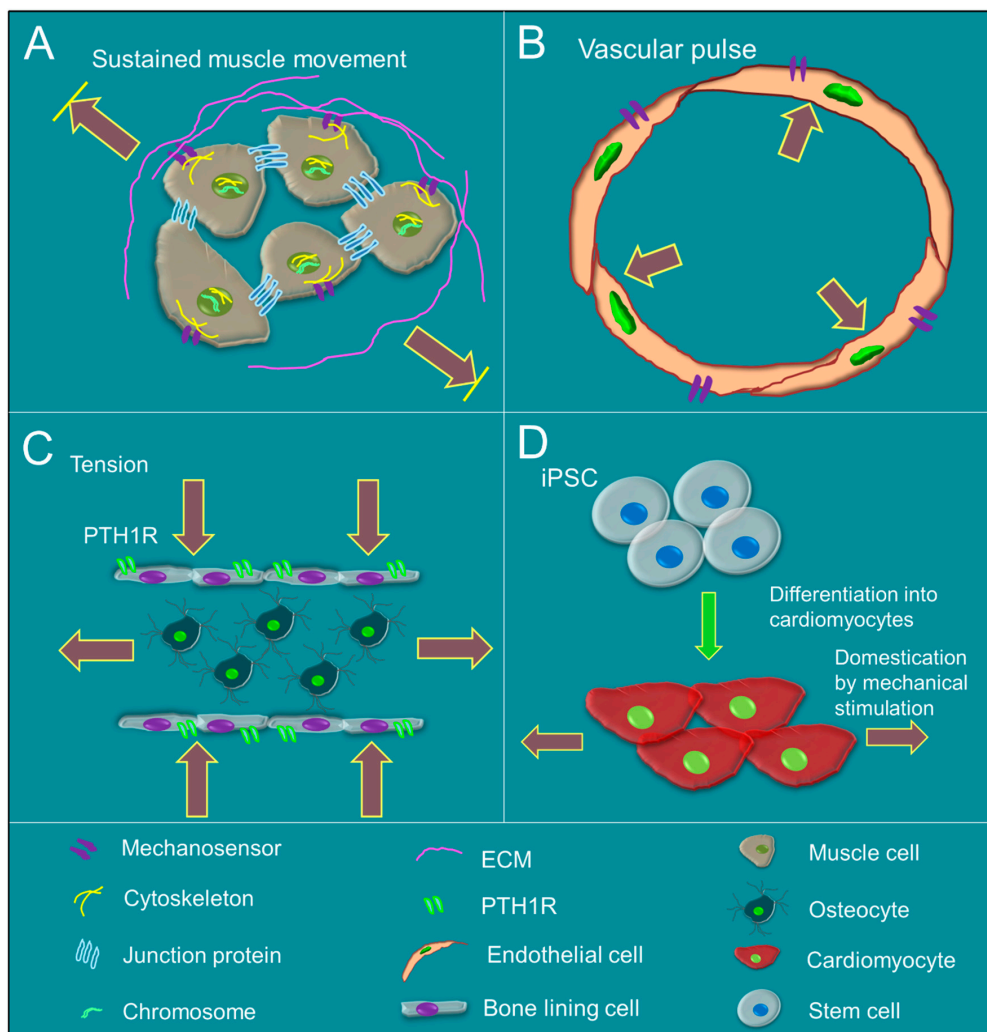 A
Sustained muscle movement
B
Vascular pulse
C
Tension
PTH1R
D
iPSC
Differentiation into
cardiomyocytes
Domestication
by mechanical
stimulation
Mechanosensor
ECM
Muscle cell
Cytoskeleton
PTH1R
Osteocyte
Junction protein
Endothelial cell
Cardiomyocyte
Chromosome
Bone lining cell
Stem cell